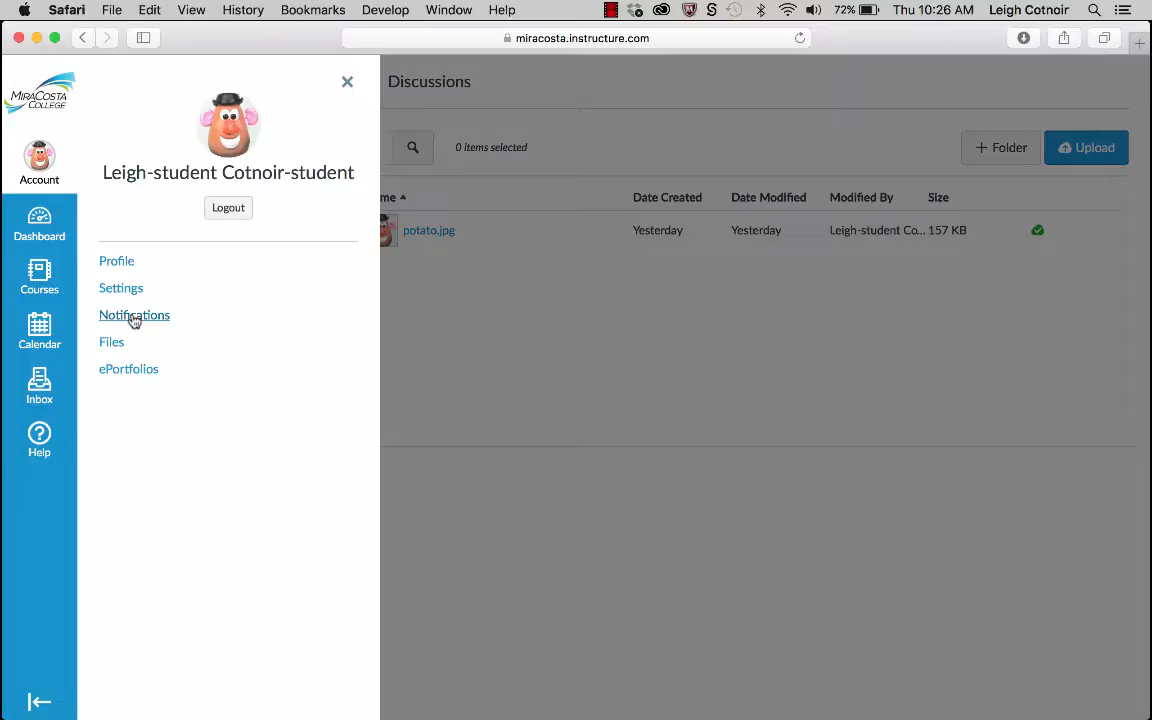 Safari File Edit View History Bookmarks Develop Window Help S 72% Thu 10:26 AM Leigh Cotnoir
miracosta.instructure.com
MIRACOSTA
COLLEGE
Discussions
Account
Leigh-student Cotnoir-student
0 items selected
+ Folder
Upload
Logout
me
Date Created
Date Modified
Modified By
Size
potato.jpg
Yesterday
Yesterday
Leigh-student Co...
157 KB
Dashboard
Courses
Calendar
Inbox
Help
Profile
Settings
Notifications
Files
ePortfolios